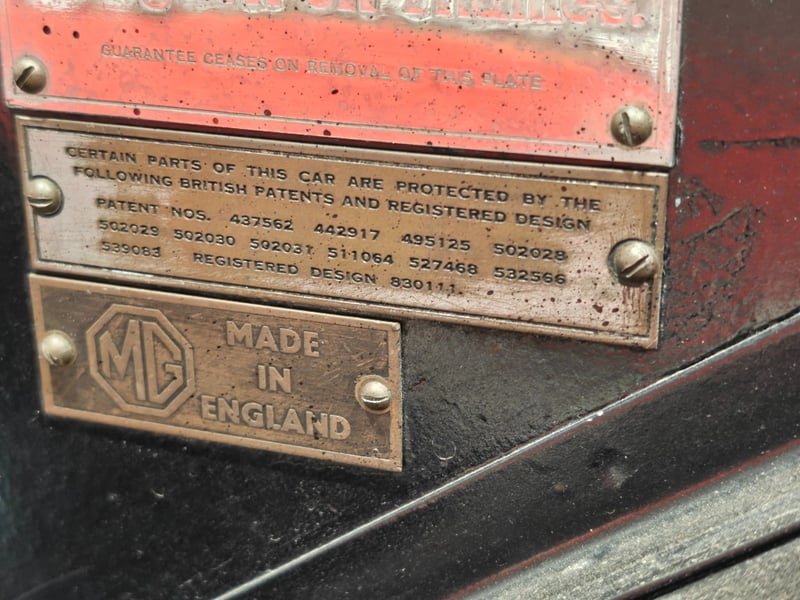 GUARANTEE CEASES ON REMOVAL OF THIS PLATE
CERTAIN PARTS OF THIS CAR ARE PROTECTED BY THE
FOLLOWING BRITISH PATENTS AND REGISTERED DESIGN
PATENT NOS. 437562 442917 495125 502028
502029 502030 502031 511064 527468 532566
539083 REGISTERED DESIGN 830111.
MG
MADE
IN
ENGLAND